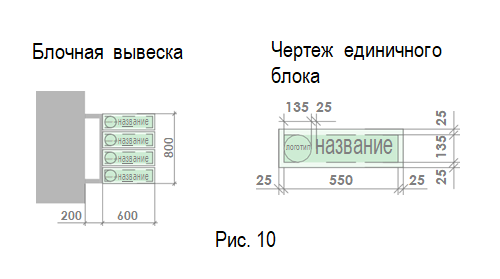 Блочная вывеска
Чертеж единичного
блока
135 25
25
название
название
название
название
800
логотип
название
135
25
25
550
25
200
600
Рис. 10